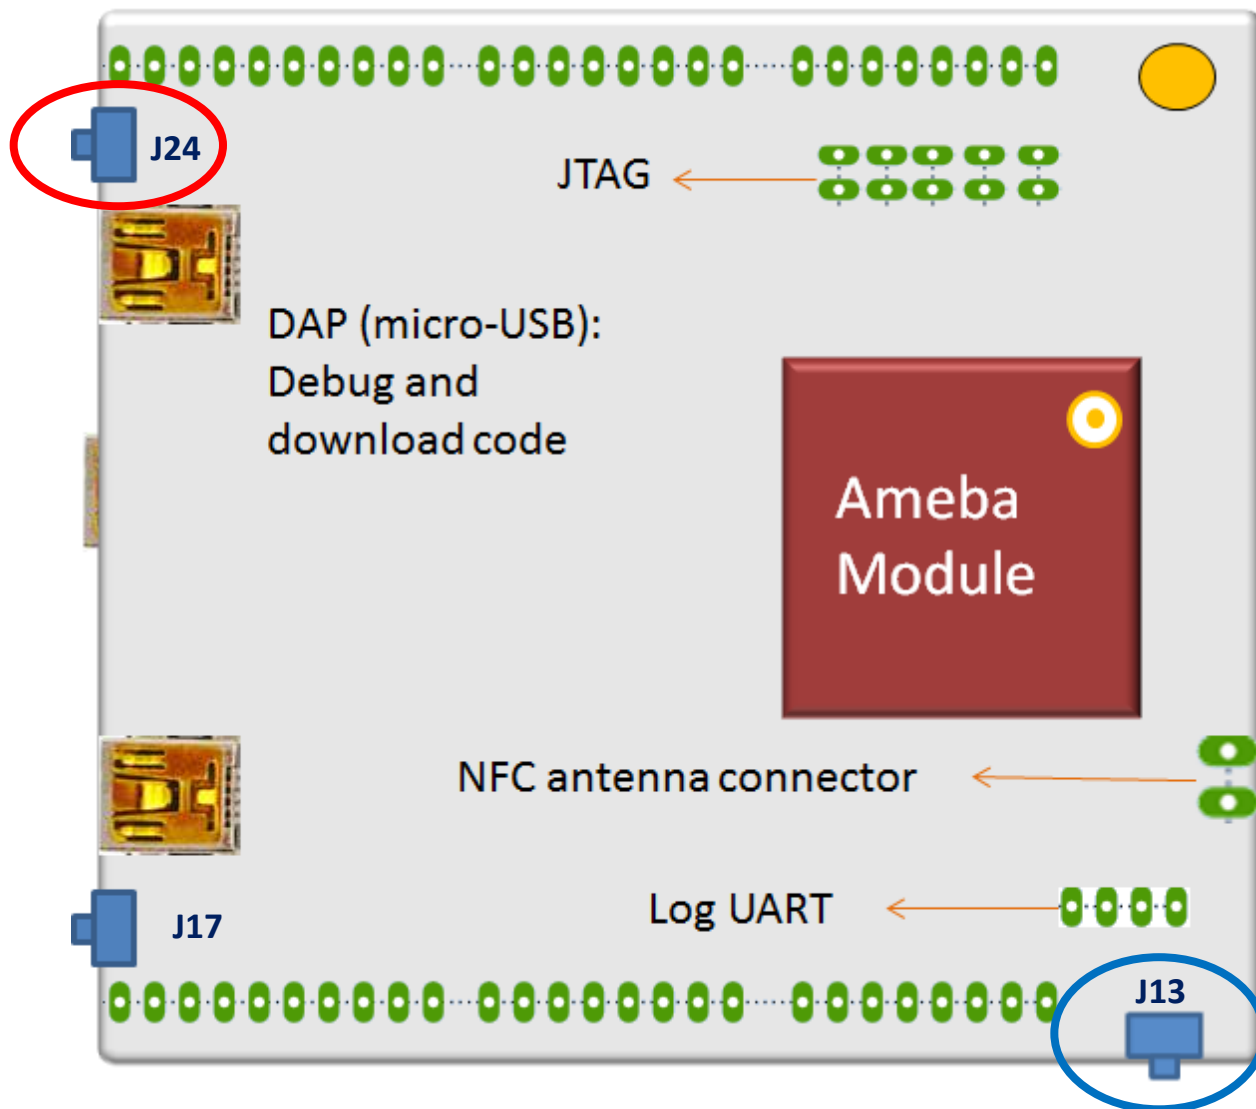 J24
JTAG
DAP (micro-USB):
Debug and
download code
Ameba
Module
NFC antenna connector
Log UART
J17
J13